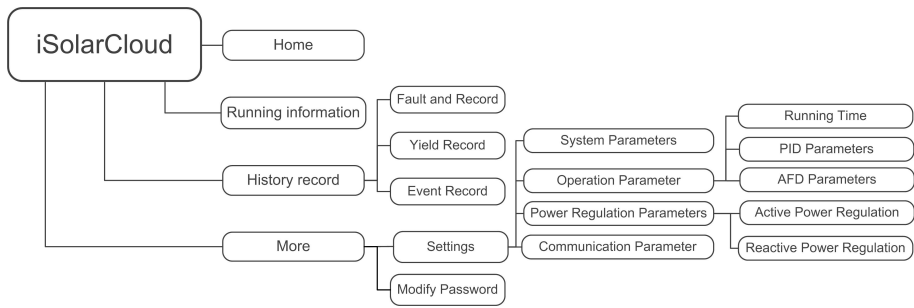 iSolarCloud
Home
Running information
History record
Fault and Record
Yield Record
Event Record
More
Settings
Modify Password
System Parameters
Operation Parameter
Running Time
PID Parameters
AFD Parameters
Power Regulation Parameters
Active Power Regulation
Reactive Power Regulation
Communication Parameter